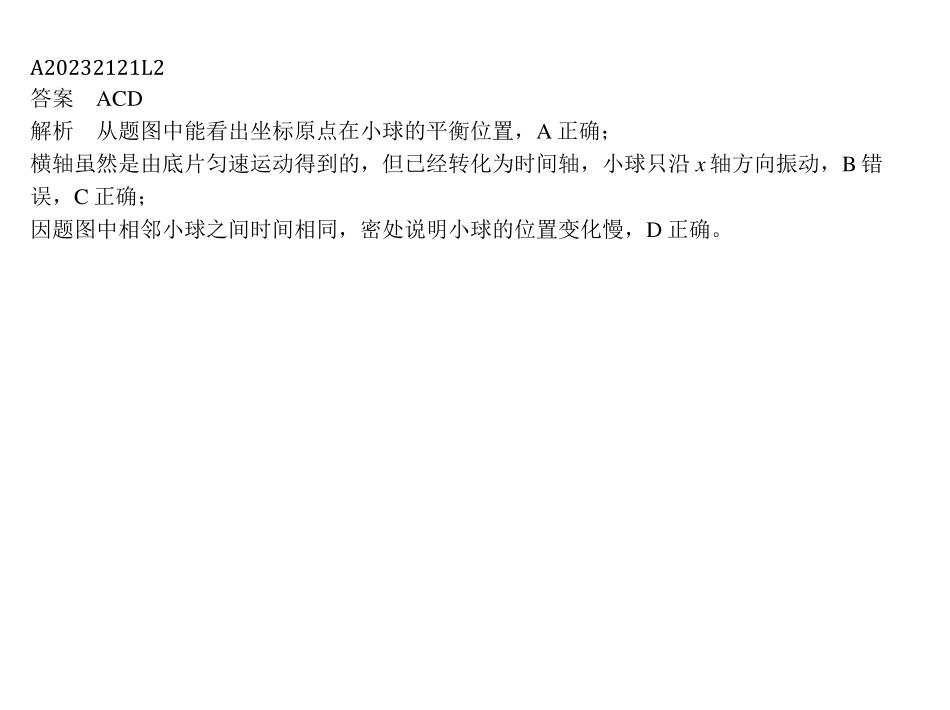 A20232121L2
答案 ACD
解析 从题图中能看出坐标原点在小球的平衡位置，A 正确；
横轴虽然是由底片匀速运动得到的，但已经转化为时间轴，小球只沿 x 轴方向振动，B 错
误，C 正确；
因题图中相邻小球之间时间相同，密处说明小球的位置变化慢，D 正确。